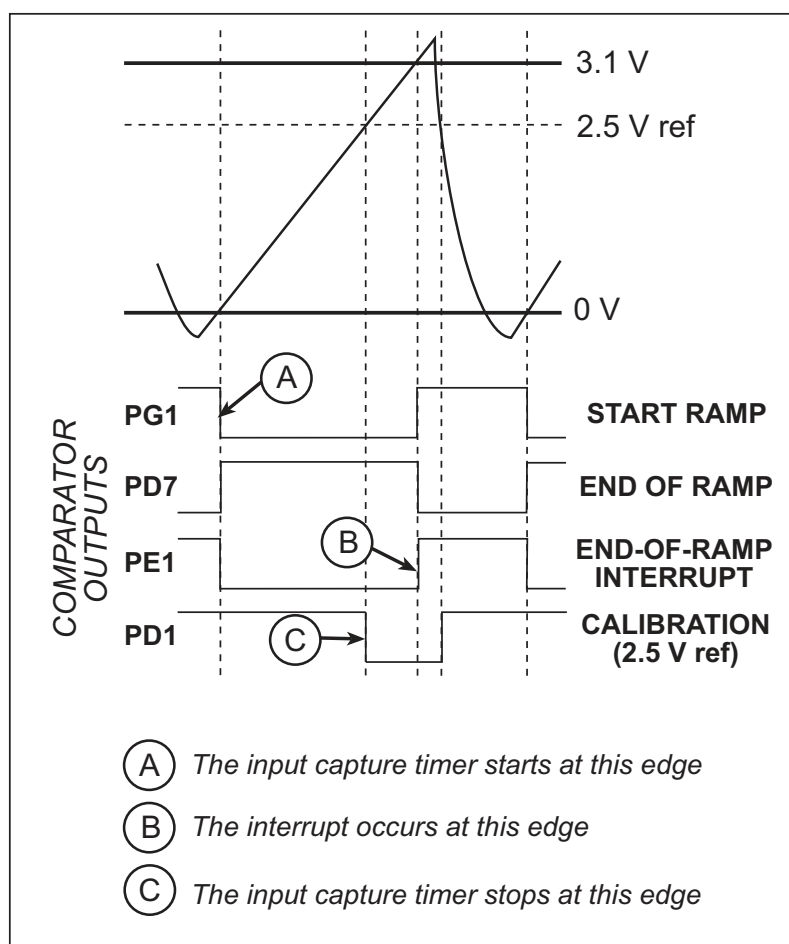 3.1 V
2.5 V ref
0 V
COMPARATOR
OUTPUTS
PG1
A
START RAMP
PD7
END OF RAMP
PE1
B
END-OF-RAMP
INTERRUPT
PD1
C
CALIBRATION
(2.5 V ref)
A The input capture timer starts at this edge
B The interrupt occurs at this edge
C The input capture timer stops at this edge